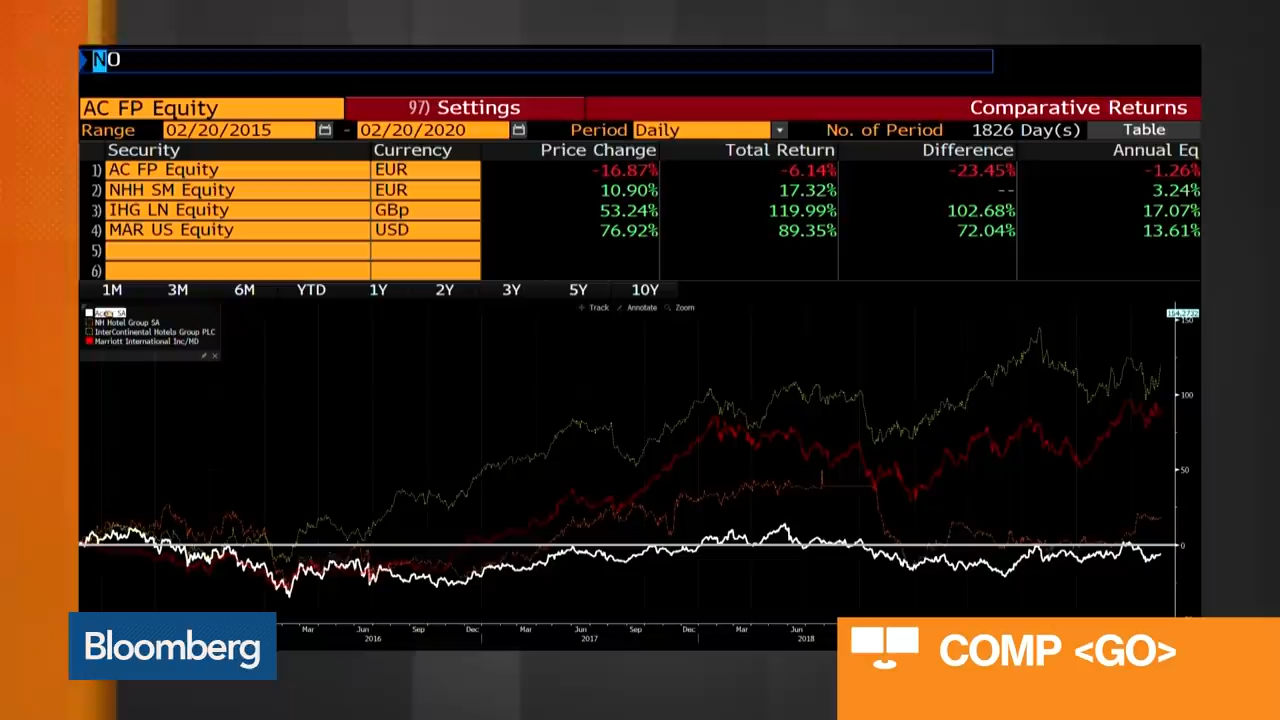 NO
AC FP Equity 97) Settings Comparative Returns
Range 02/20/2015 - 02/20/2020 Period Daily No. of Period 1826 Day(s) Table
Security Currency Price Change Total Return Difference Annual Eq
1) AC FP Equity EUR -16.87% -6.14% -23.45% -1.26%
2) NHH SM Equity EUR 10.90% 17.32% -- 3.24%
3) IHG LN Equity GBp 53.24% 119.99% 102.68% 17.07%
4) MAR US Equity USD 76.92% 89.35% 72.04% 13.61%
5)
6)
1M 3M 6M YTD 1Y 2Y 3Y 5Y 10Y
Track Annotate Zoom
SA
NH Hotel Group SA
InterContinental Hotels Group PLC
Marriott International Inc/MD
154.2732
150
100
50
0
Mar Jun Sep Dec Mar Jun Sep Dec Mar Jun
2016 2017 2018
Bloomberg
COMP <GO>